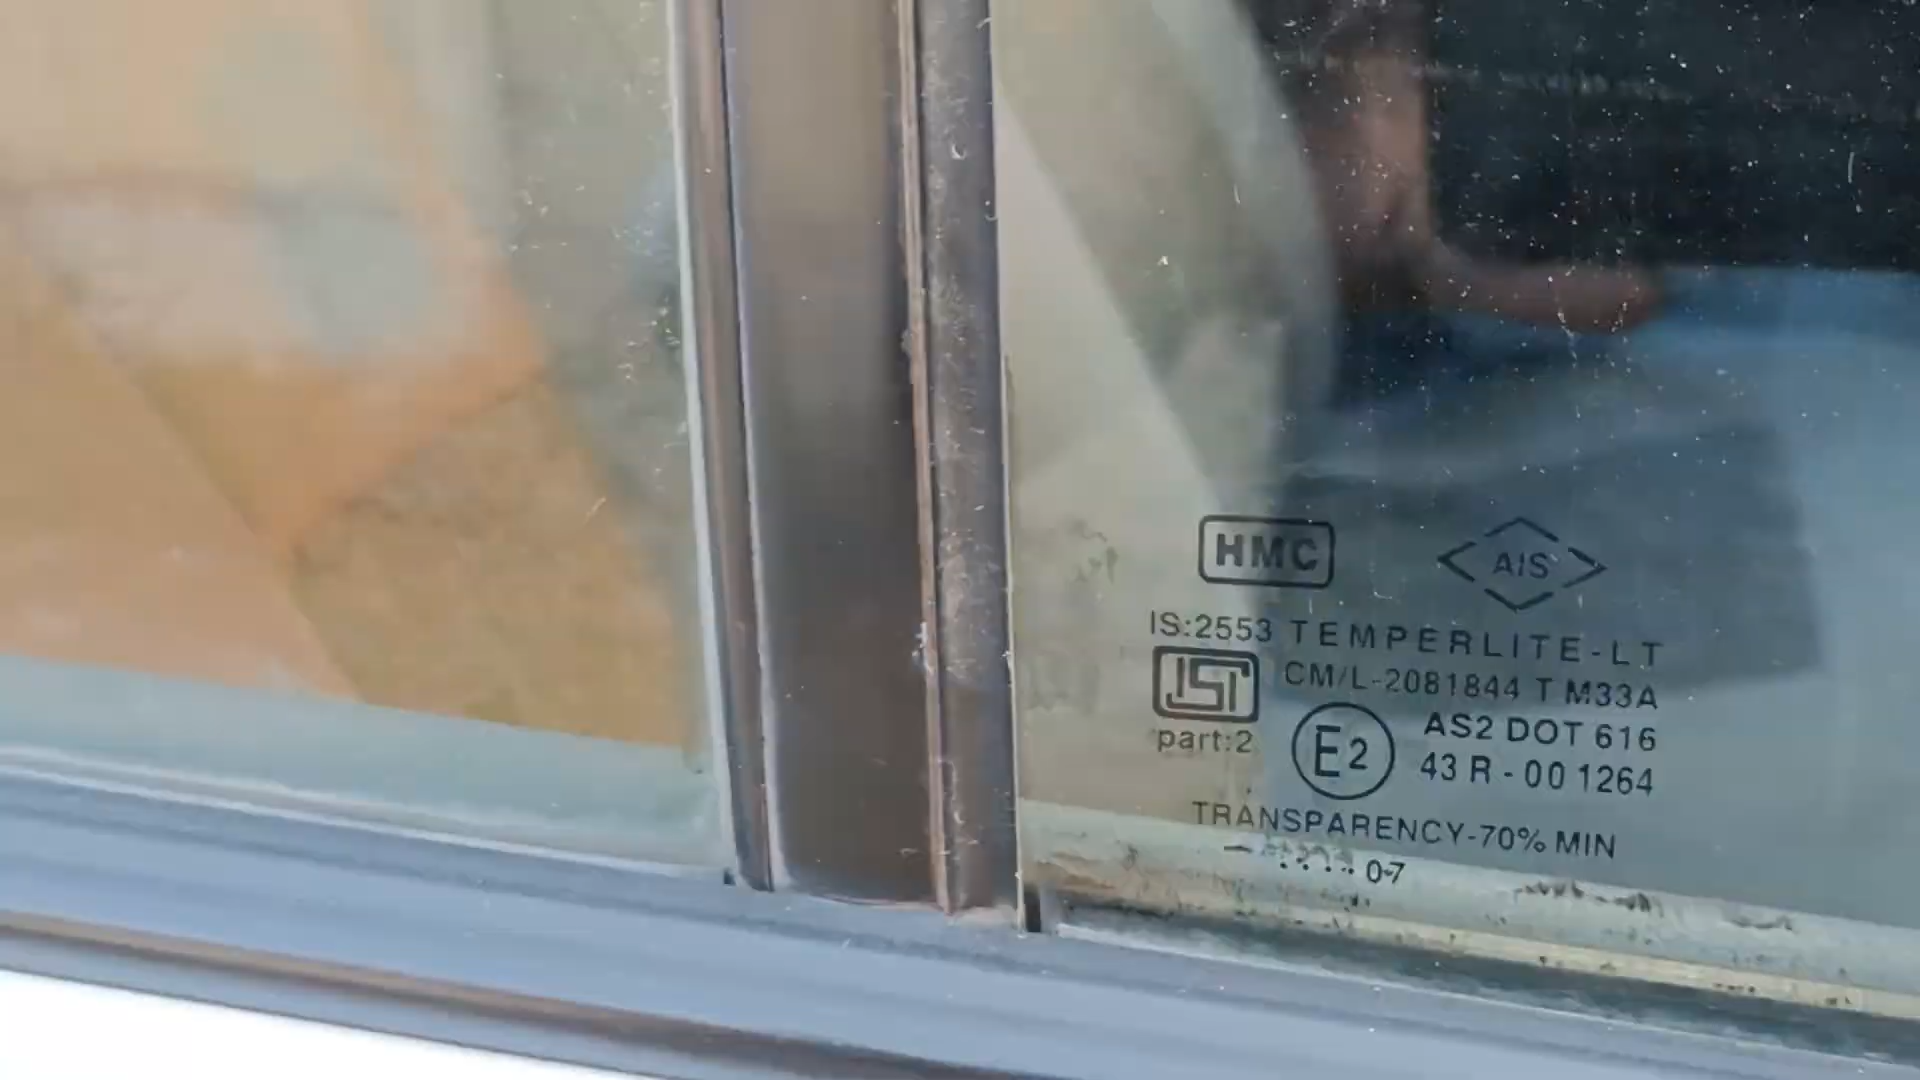 HMC AIS
IS:2553 TEMPERLITE-LT
ISI CM/L-2081844 T M33A
part:2 E2 AS2 DOT 616
43 R - 00 1264
TRANSPARENCY-70% MIN
.... 07